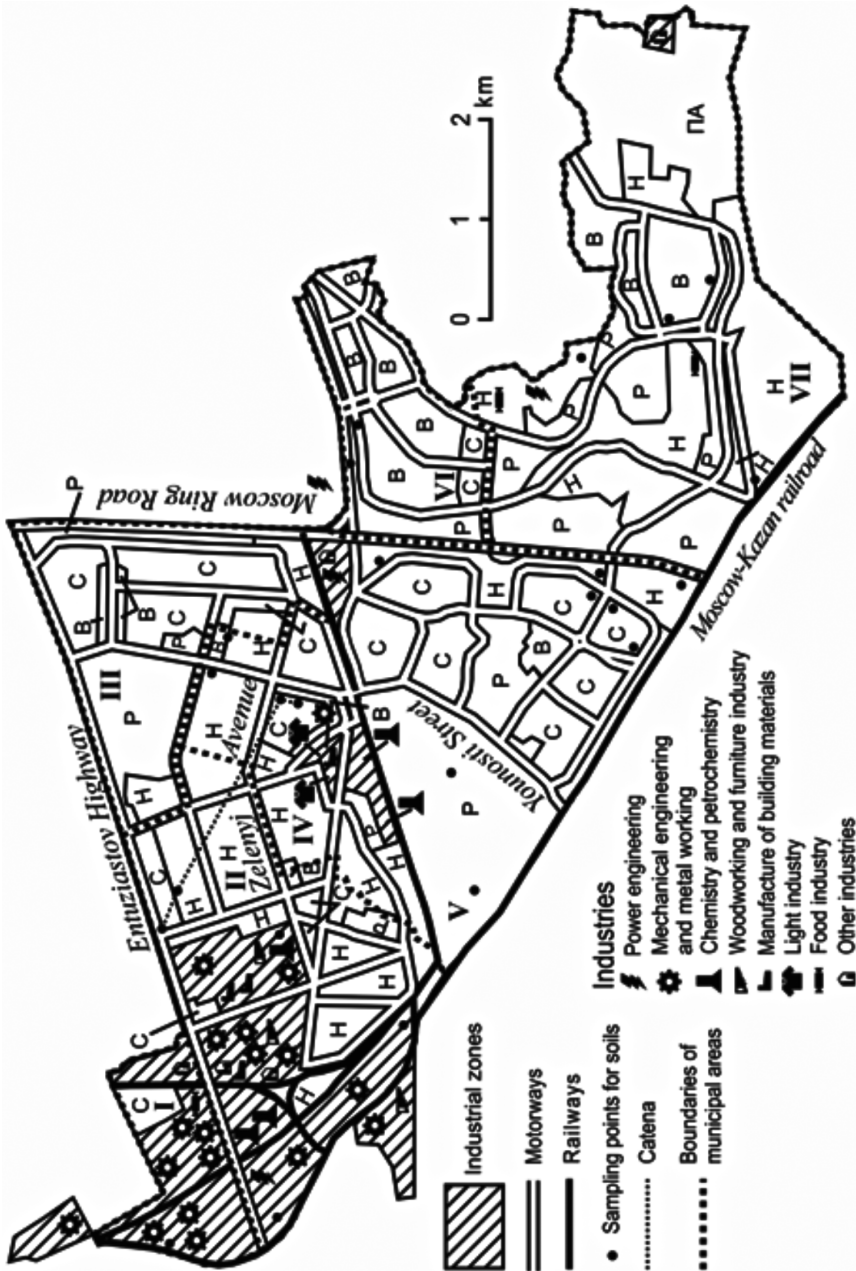 Entuziastov Highway
Moscow Ring Road
III
Avenue
II
Zelenyj
IV
I
V
VI
VII
Younosti Street
Moscow-Kazan railroad
ПА
0 1 2 km
Industrial zones
Motorways
Railways
Sampling points for soils
Catena
Boundaries of
municipal areas
Industries
Power engineering
Mechanical engineering
and metal working
Chemistry and petrochemistry
Woodworking and furniture industry
Manufacture of building materials
Light industry
Food industry
Other industries